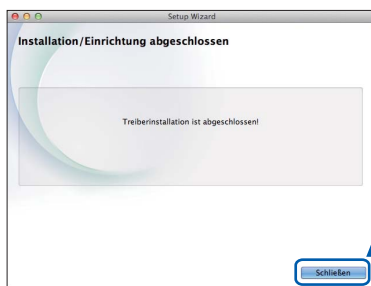 Setup Wizard
Installation/Einrichtung abgeschlossen
Treiberinstallation ist abgeschlossen!
Schließen